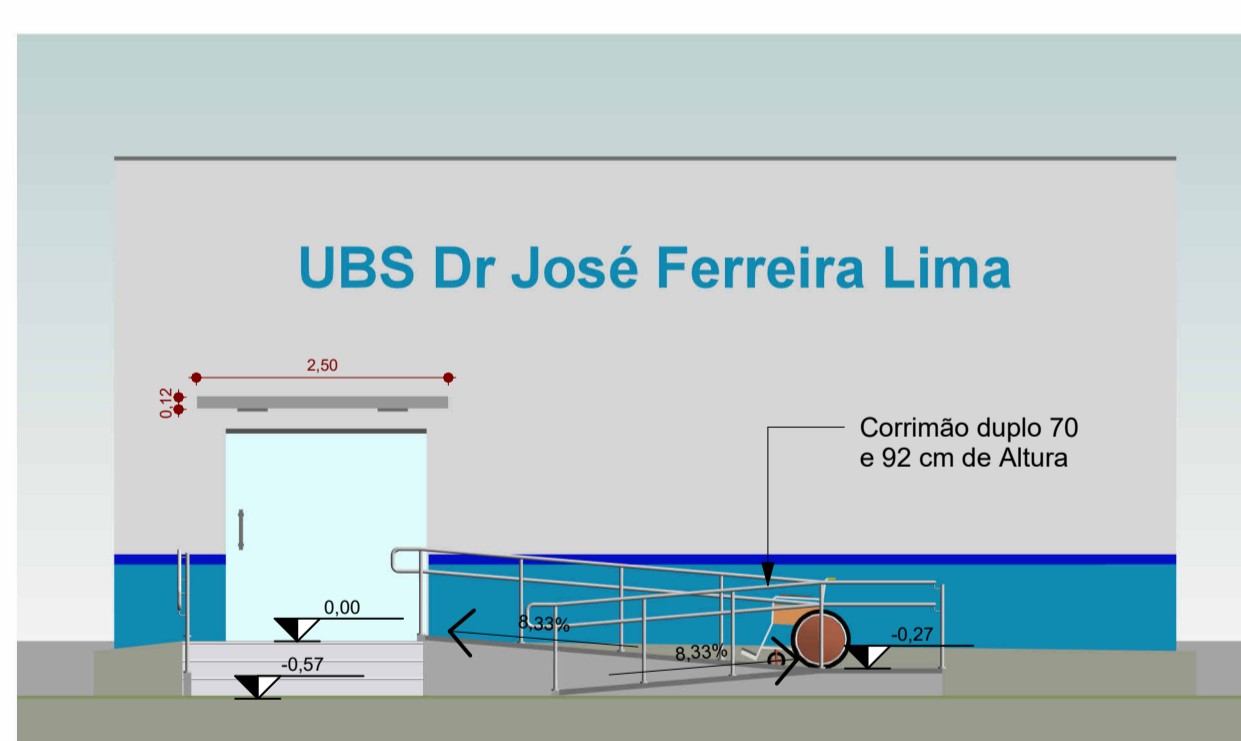 UBS Dr José Ferreira Lima
2,50
0,12
Corrimão duplo 70
e 92 cm de Altura
0,00
8,33%
8,33%
-0,27
-0,57